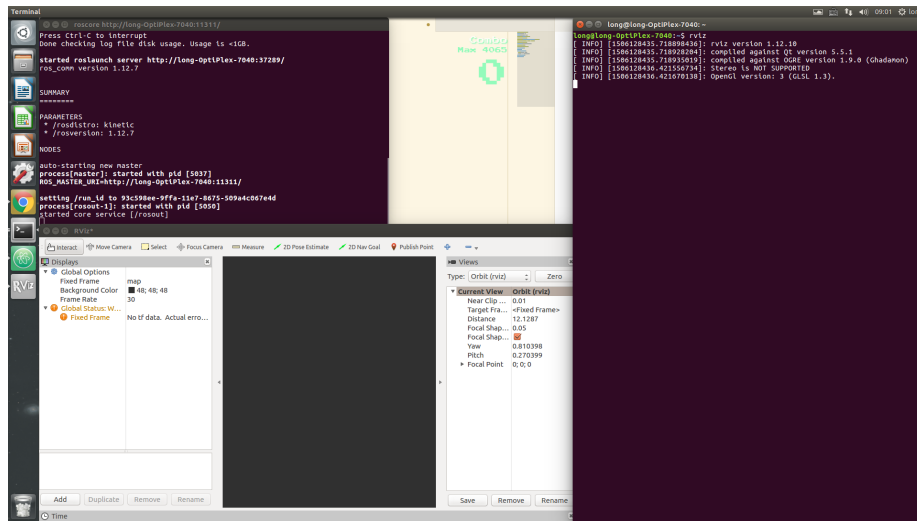 Terminal
09:01
roscore http://long-OptiPlex-7040:11311/
Press Ctrl-C to interrupt
Done checking log file disk usage. Usage is <1GB.
started roslaunch server http://long-OptiPlex-7040:37289/
ros_comm version 1.12.7
SUMMARY
========
PARAMETERS
* /rosdistro: kinetic
* /rosversion: 1.12.7
NODES
auto-starting new master
process[master]: started with pid [5037]
ROS_MASTER_URI=http://long-OptiPlex-7040:11311/
setting /run_id to 93c598ee-9ffa-11e7-8675-509a4c067e4d
process[rosout-1]: started with pid [5050]
started core service [/rosout]
Combo
Max 4065
0
long@long-OptiPlex-7040: ~
long@long-OptiPlex-7040:~$ rviz
[ INFO] [1506128435.718898436]: rviz version 1.12.10
[ INFO] [1506128435.718928204]: compiled against Qt version 5.5.1
[ INFO] [1506128435.718935019]: compiled against OGRE version 1.9.0 (Ghadamon)
[ INFO] [1506128436.421556734]: Stereo is NOT SUPPORTED
[ INFO] [1506128436.421670138]: OpenGl version: 3 (GLSL 1.3).
RViz*
Interact Move Camera Select Focus Camera Measure 2D Pose Estimate 2D Nav Goal Publish Point
Displays
Global Options
Fixed Frame map
Background Color 48; 48; 48
Frame Rate 30
Global Status: W...
Fixed Frame No tf data. Actual erro...
Add Duplicate Remove Rename
Time
Views
Type: Orbit (rviz) Zero
Current View Orbit (rviz)
Near Clip ... 0.01
Target Fra... <Fixed Frame>
Distance 12.1287
Focal Shap... 0.05
Focal Shap...
Yaw 0.810398
Pitch 0.270399
Focal Point 0; 0; 0
Save Remove Rename
RViz